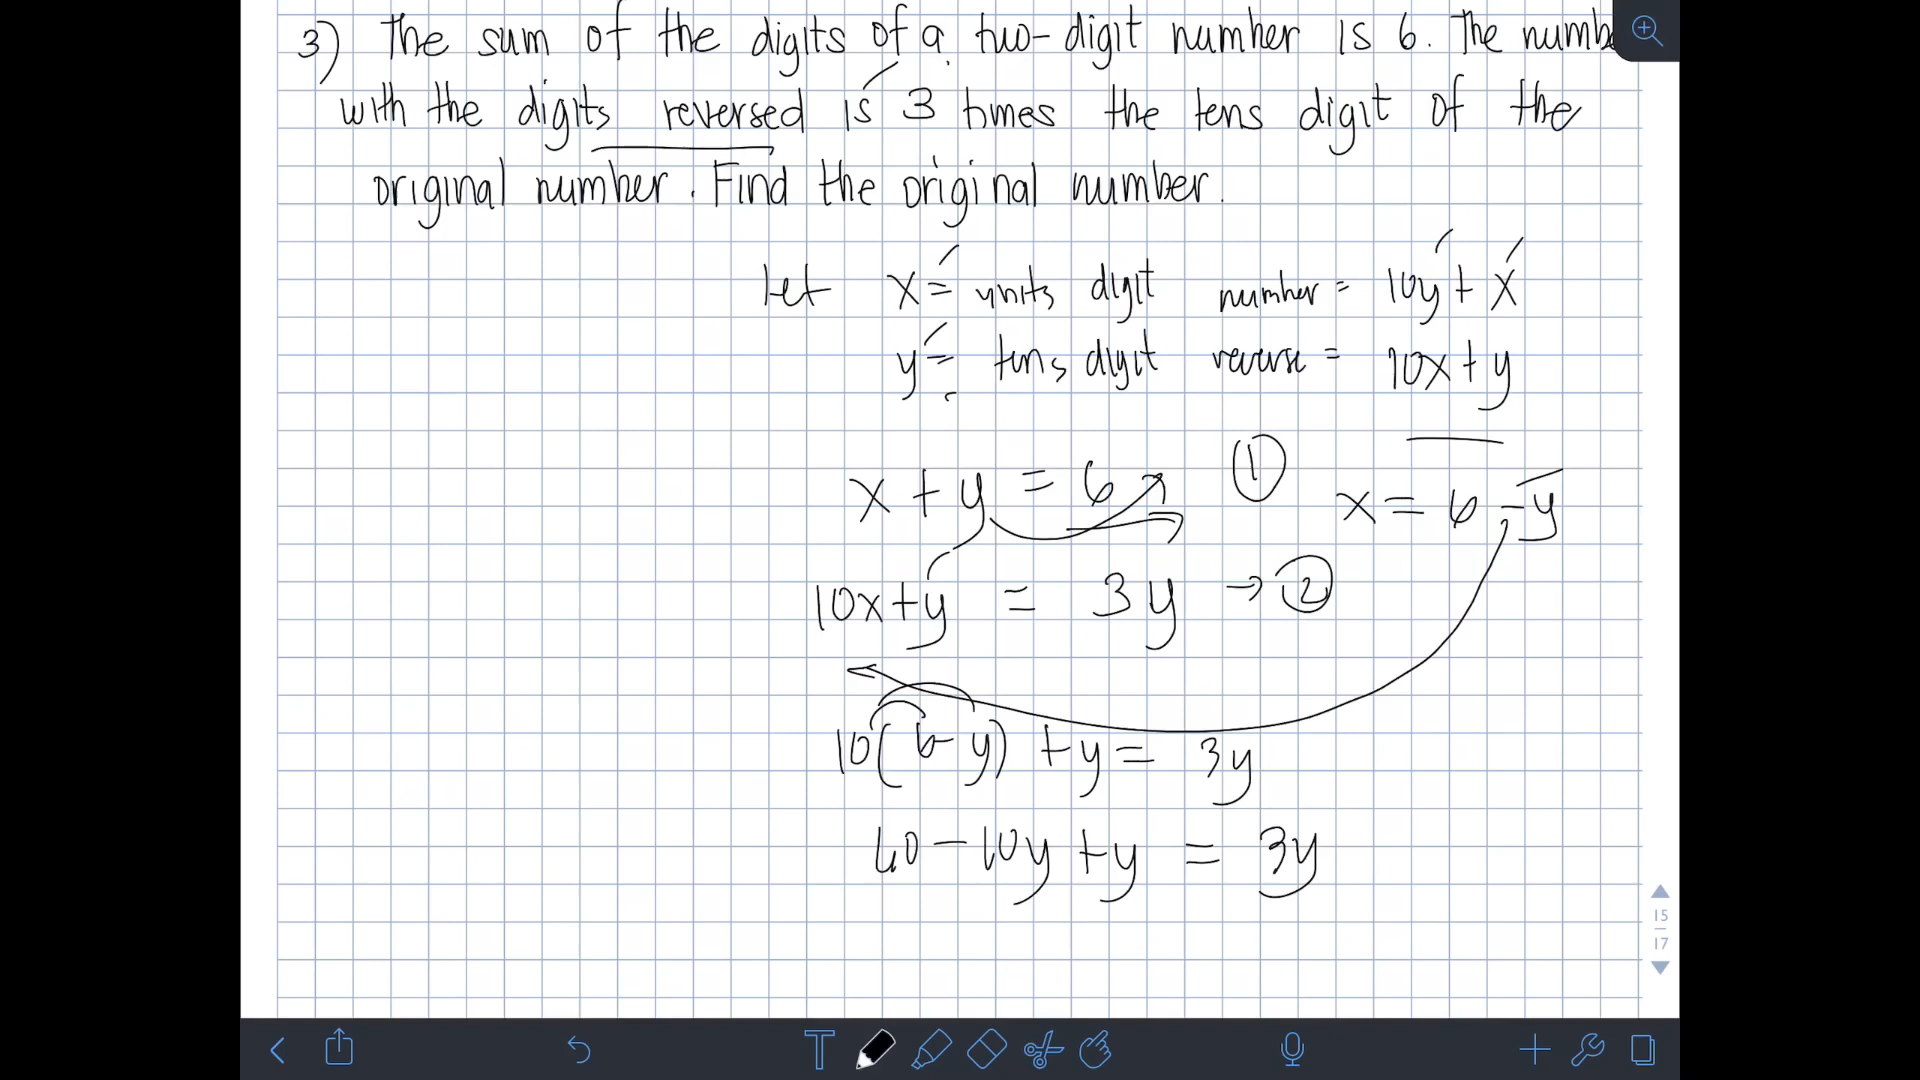 3) The sum of the digits of a two-digit number is 6. The numb
with the digits reversed is 3 times the tens digit of the
original number. Find the original number.
let x = units digit number = 10y + x
y = tens digit reverse = 10x + y
x + y = 6 → ① x = 6 - y
10x + y = 3y → ②
10(6-y) + y = 3y
60 - 10y + y = 3y
15
17
T